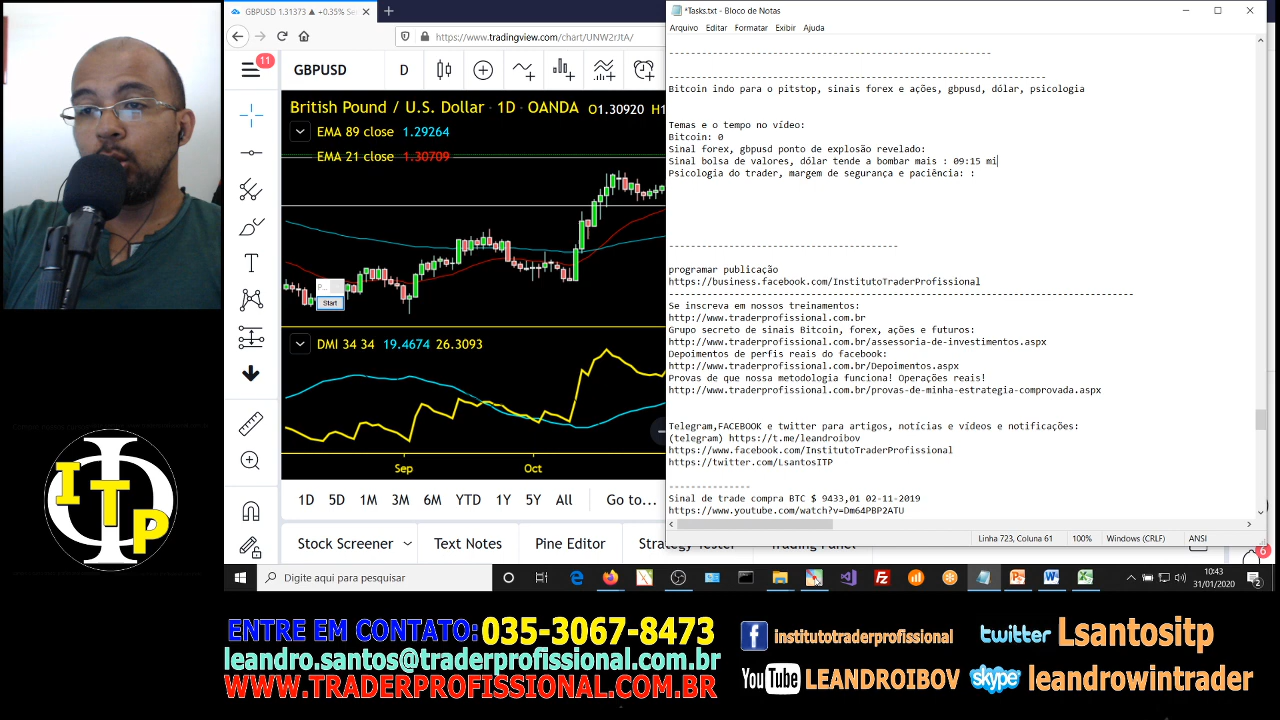 GBPUSD 1.31373 ▲ +0.35%
https://www.tradingview.com/chart/UNW2rJtA/
11
GBPUSD
D
British Pound / U.S. Dollar · 1D · OANDA
O1.30920 H1
EMA 89 close 1.29264
EMA 21 close 1.30709
P...
Start
DMI 34 34 19.4674 26.3093
Sep
Oct
1D 5D 1M 3M 6M YTD 1Y 5Y All Go to...
Stock Screener
Text Notes
Pine Editor
Strategy Tester
Trading Panel
*Tasks.txt - Bloco de Notas
Arquivo Editar Formatar Exibir Ajuda
Bitcoin indo para o pitstop, sinais forex e ações, gbpusd, dólar, psicologia
Temas e o tempo no vídeo:
Bitcoin: 0
Sinal forex, gbpusd ponto de explosão revelado:
Sinal bolsa de valores, dólar tende a bombar mais : 09:15 mi
Psicologia do trader, margem de segurança e paciência: :
programar publicação
https://business.facebook.com/InstitutoTraderProfissional
Se inscreva em nossos treinamentos:
http://www.traderprofissional.com.br
Grupo secreto de sinais Bitcoin, forex, ações e futuros:
http://www.traderprofissional.com.br/assessoria-de-investimentos.aspx
Depoimentos de perfis reais do facebook:
http://www.traderprofissional.com.br/Depoimentos.aspx
Provas de que nossa metodologia funciona! Operações reais!
http://www.traderprofissional.com.br/provas-de-minha-estrategia-comprovada.aspx
Telegram,FACEBOOK e twitter para artigos, notícias e vídeos e notificações:
(telegram) https://t.me/leandroibov
https://www.facebook.com/InstitutoTraderProfissional
https://twitter.com/LsantosITP
Sinal de trade compra BTC $ 9433,01 02-11-2019
https://www.youtube.com/watch?v=Dm64PBP2ATU
Linha 723, Coluna 61 100% Windows (CRLF) ANSI
6
Digite aqui para pesquisar
10:43
31/01/2020
2
ITP
ENTRE EM CONTATO: 035-3067-8473
leandro.santos@traderprofissional.com.br
WWW.TRADERPROFISSIONAL.COM.BR
institutotraderprofissional
twitter Lsantositp
YouTube LEANDROIBOV
skype leandrowintrader